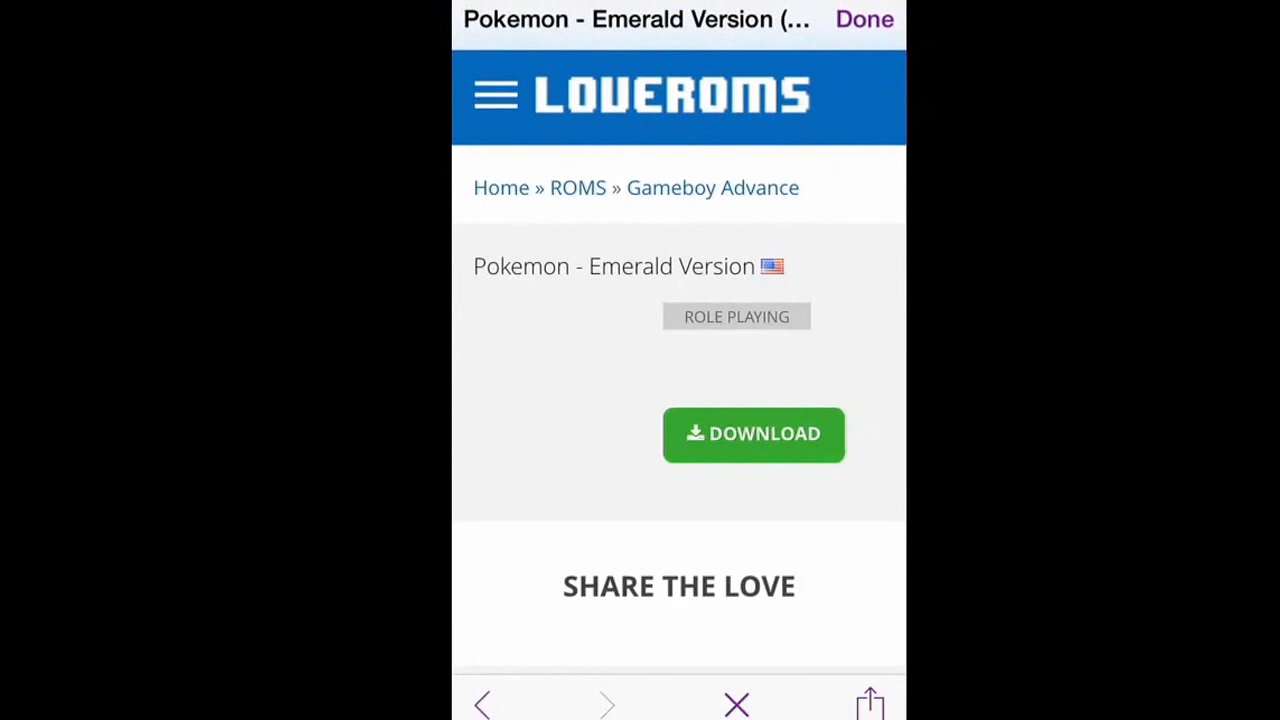 Pokemon - Emerald Version (... Done
LOVEROMS
Home » ROMS » Gameboy Advance
Pokemon - Emerald Version
ROLE PLAYING
DOWNLOAD
SHARE THE LOVE